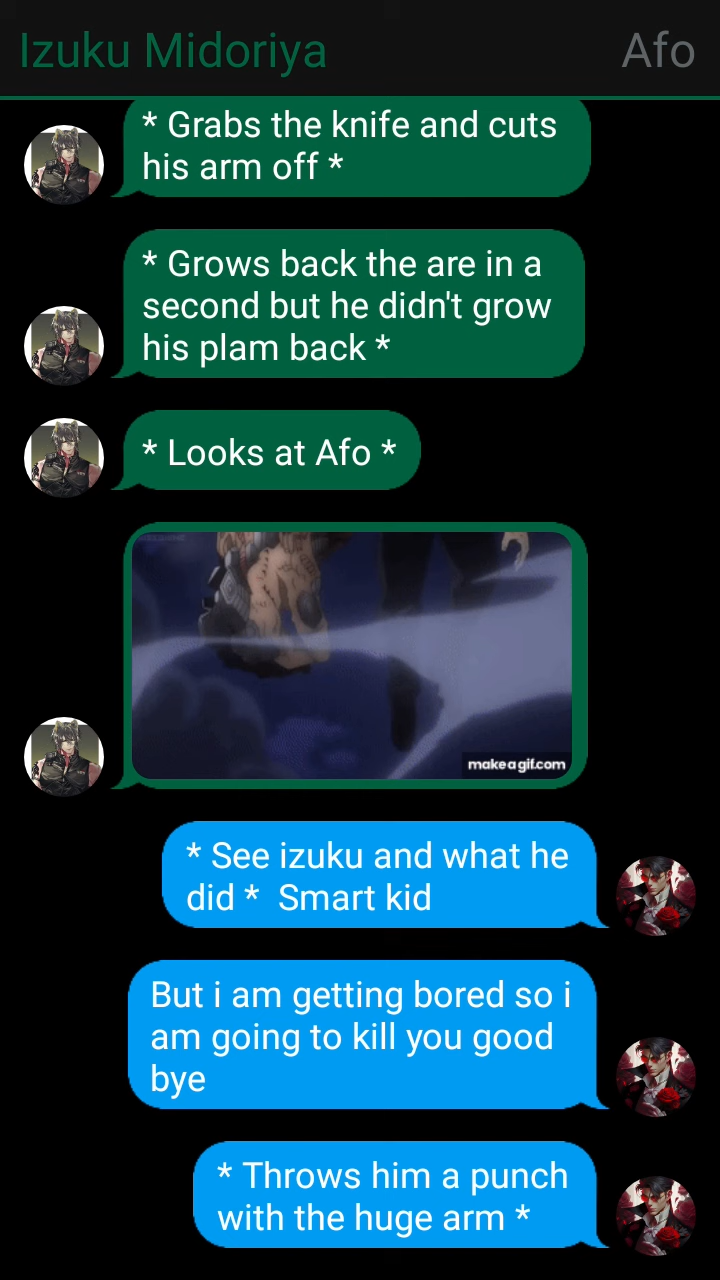 Izuku Midoriya
Afo
* Grabs the knife and cuts
his arm off *
* Grows back the are in a
second but he didn't grow
his plam back *
* Looks at Afo *
makeagif.com
* See izuku and what he
did *  Smart kid
But i am getting bored so i
am going to kill you good
bye
* Throws him a punch
with the huge arm *